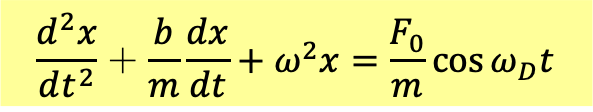 d²x/dt² + b/m dx/dt + ω²x = F₀/m cos ω_D t